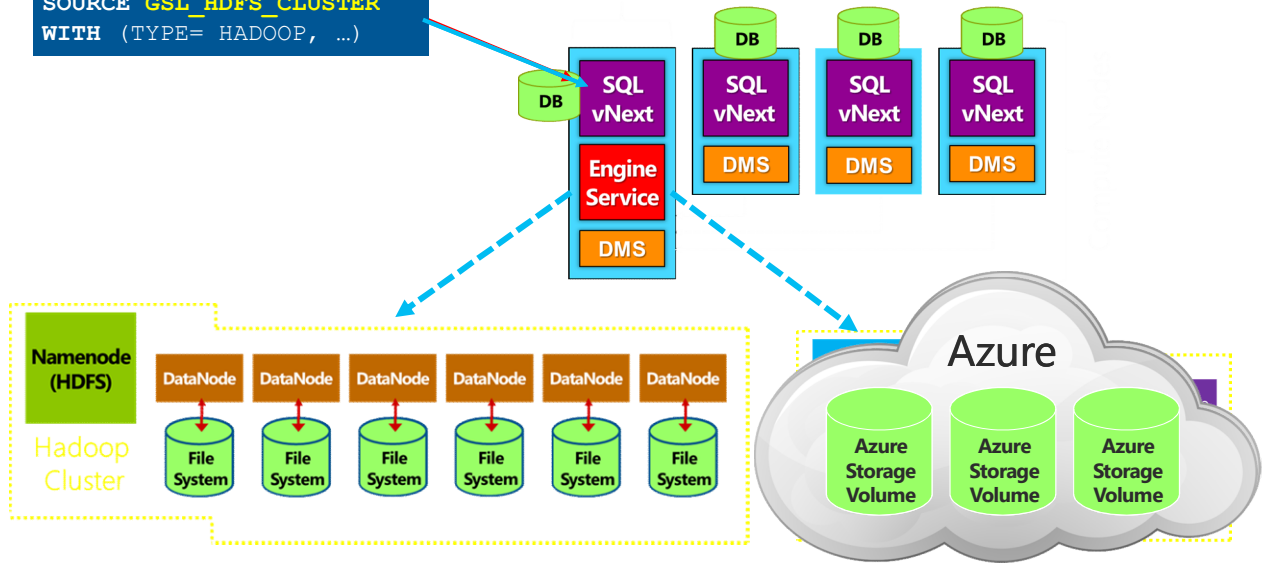 SOURCE GSL_HDFS_CLUSTER
WITH (TYPE= HADOOP, …)
DB
DB
DB
DB
SQL
vNext
SQL
vNext
SQL
vNext
SQL
vNext
Engine
Service
DMS
DMS
DMS
DMS
Namenode
(HDFS)
Hadoop
Cluster
DataNode
DataNode
DataNode
DataNode
DataNode
DataNode
File
System
File
System
File
System
File
System
File
System
File
System
Azure
Azure
Storage
Volume
Azure
Storage
Volume
Azure
Storage
Volume